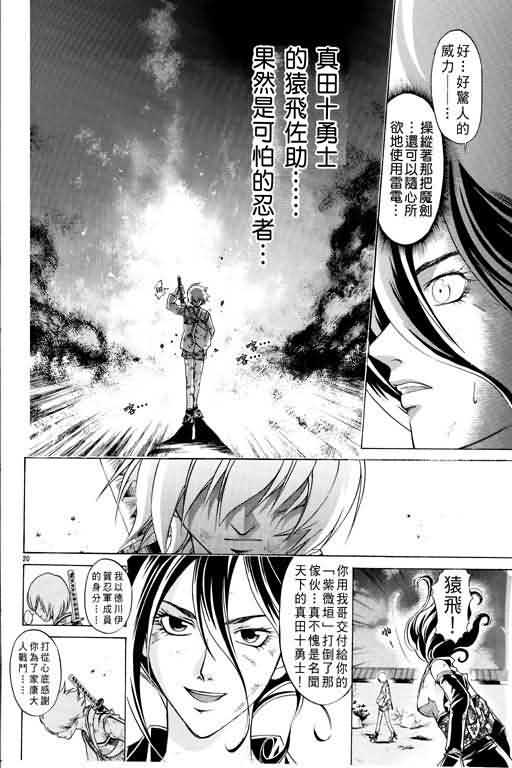 好…好驚人的
威力——…
操縱著那把魔劍
…還可以隨心所
欲地使用雷電…
真田十勇士
的猿飛佐助……
果然是可怕的忍者…
20
猿飛！
你用我哥交付給你的
「紫微垣」打倒了那
傢伙…真不愧是名聞
天下的真田十勇士！
我以德川伊
賀忍軍成員
的身分……
打從心底感謝
你為了家康大
人戰鬥……